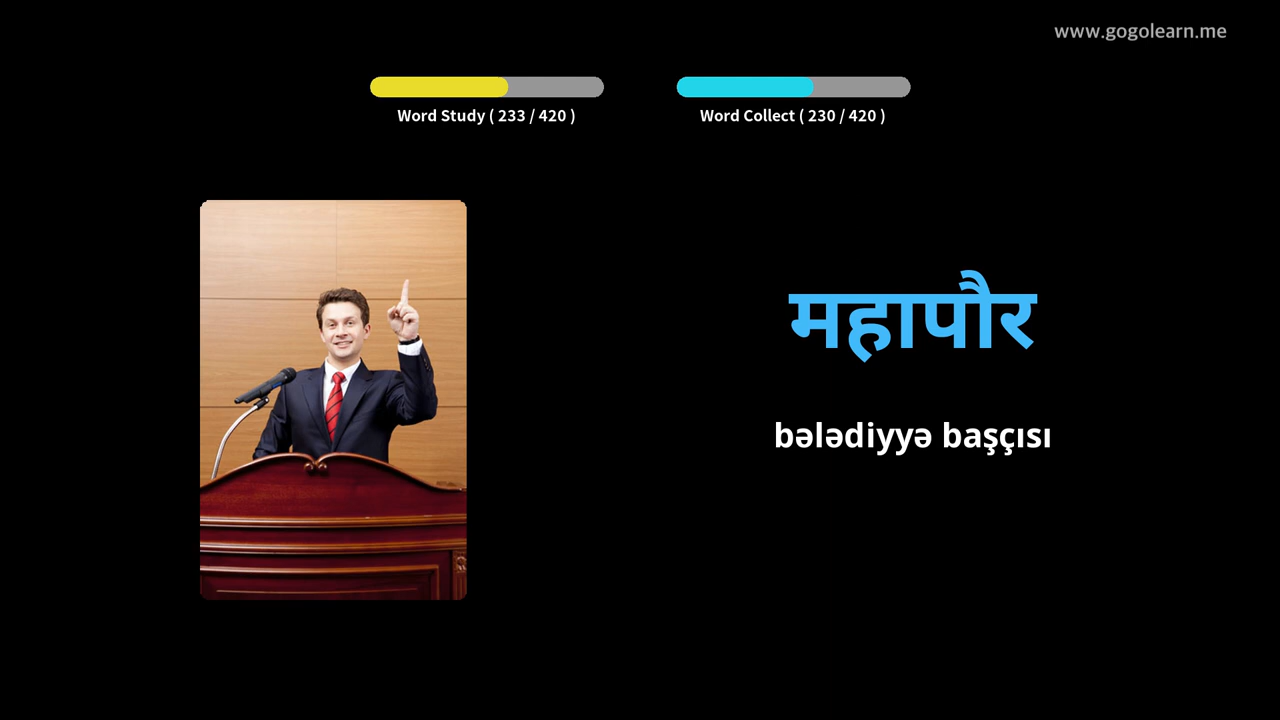 www.gogolearn.me
Word Study ( 233 / 420 )
Word Collect ( 230 / 420 )
महापौर
bələdiyyə başçısı